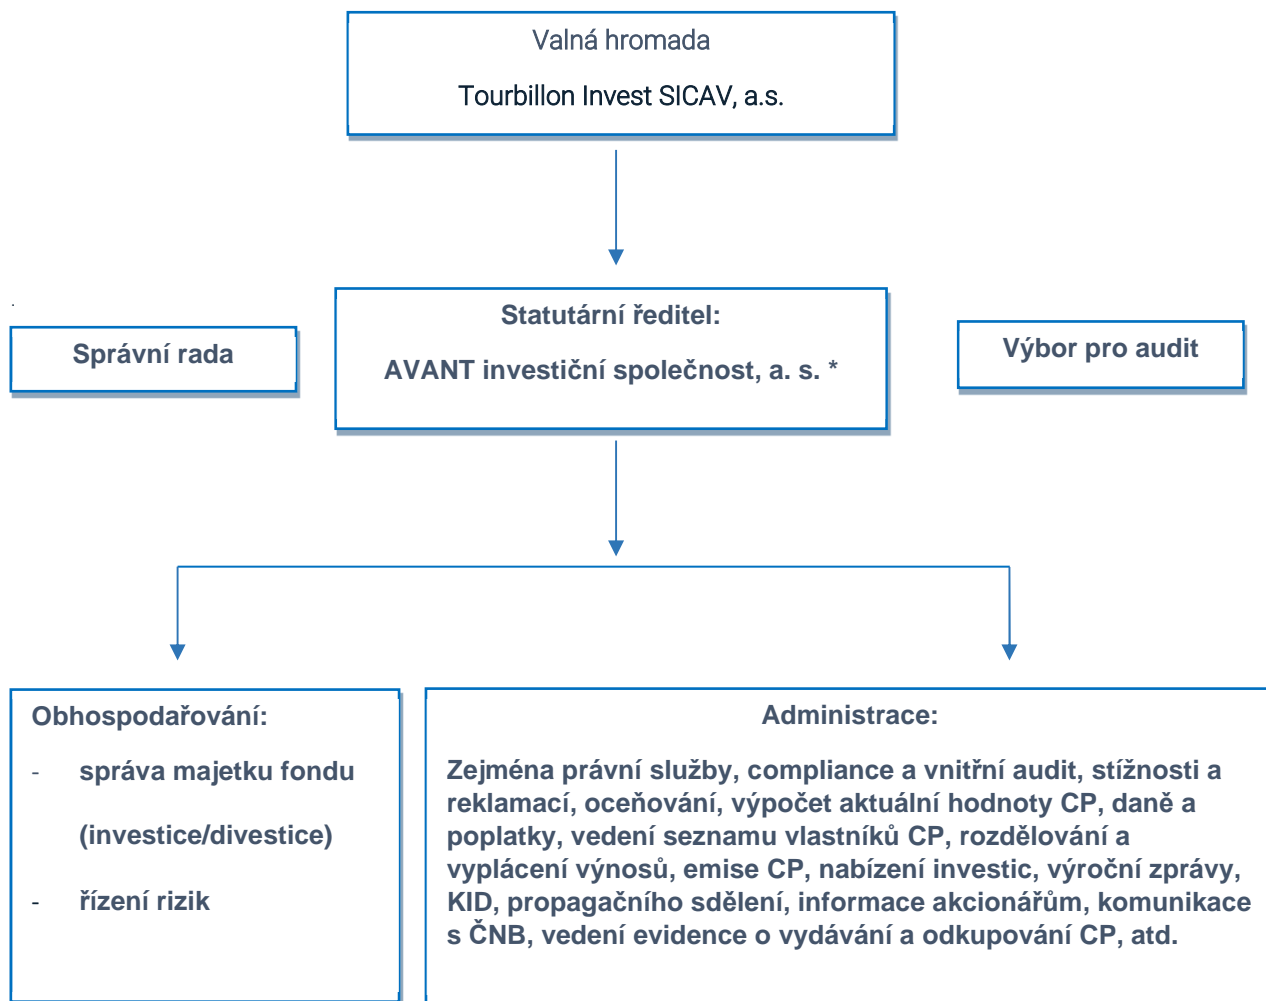 Valná hromada
Tourbillon Invest SICAV, a.s.
.
Správní rada
Statutární ředitel:
AVANT investiční společnost, a. s. *
Výbor pro audit
Obhospodařování:
- správa majetku fondu
(investice/divestice)
- řízení rizik
Administrace:
Zejména právní služby, compliance a vnitřní audit, stížnosti a
reklamací, oceňování, výpočet aktuální hodnoty CP, daně a
poplatky, vedení seznamu vlastníků CP, rozdělování a
vyplácení výnosů, emise CP, nabízení investic, výroční zprávy,
KID, propagačního sdělení, informace akcionářům, komunikace
s ČNB, vedení evidence o vydávání a odkupování CP, atd.